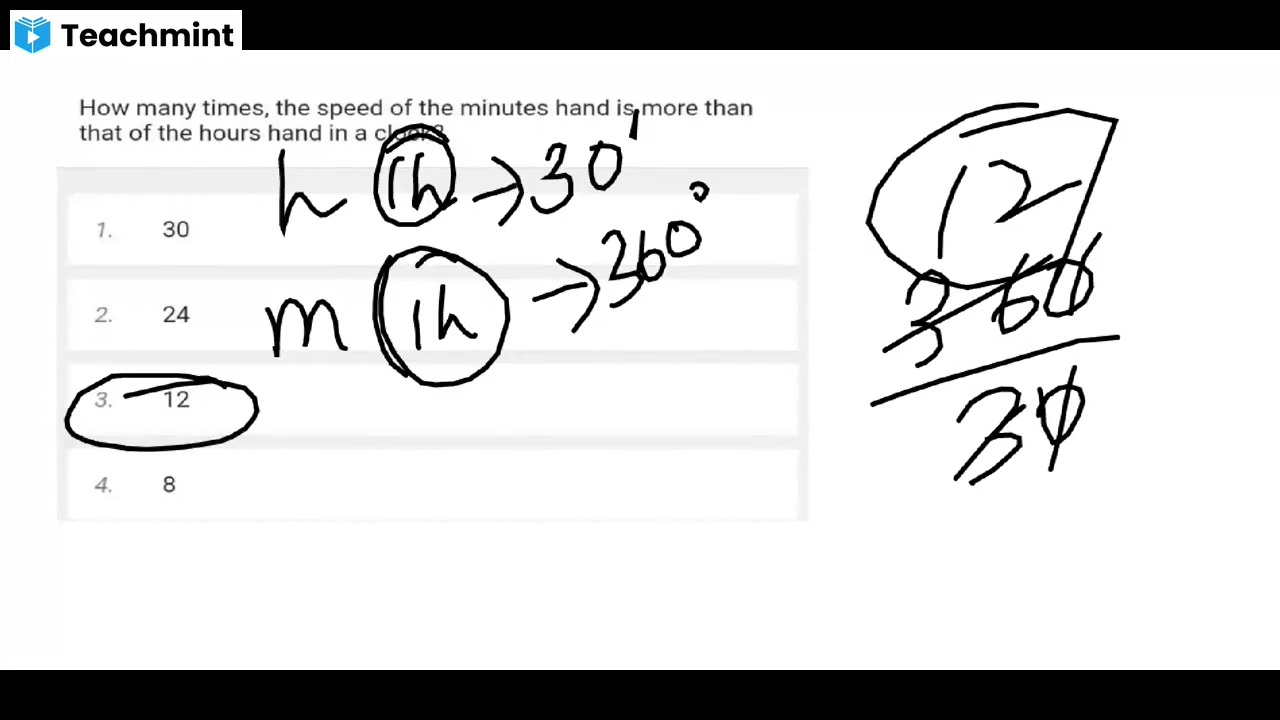 Teachmint
How many times, the speed of the minutes hand is more than
that of the hours hand in a clock?
h 1h → 30'
1. 30
m 1h → 360°
2. 24
3. 12
4. 8
12
360
30